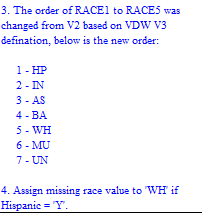 3. The order of RACE1 to RACE5 was
changed from V2 based on VDW V3
defination, below is the new order:
1 - HP
2 - IN
3 - AS
4 - BA
5 - WH
6 - MU
7 - UN
4. Assign missing race value to 'WH' if
Hispanic = 'Y'.